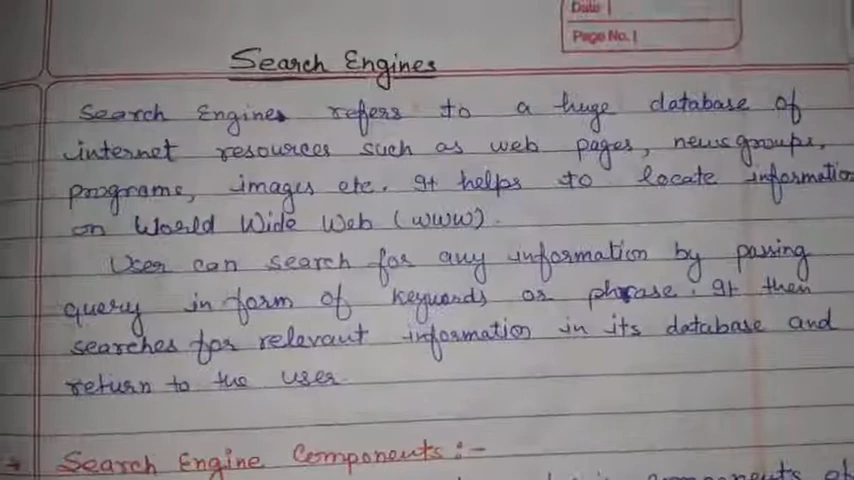 Date
Page No.
Search Engines
Search Engines refers to a huge database of
internet resources such as web pages, newsgroups,
programs, images etc. It helps to locate information
on World Wide Web (WWW).
User can search for any information by passing
query in form of keywords or phrase. It then
searches for relevant information in its database and
return to the user.
→ Search Engine Components :-
components of